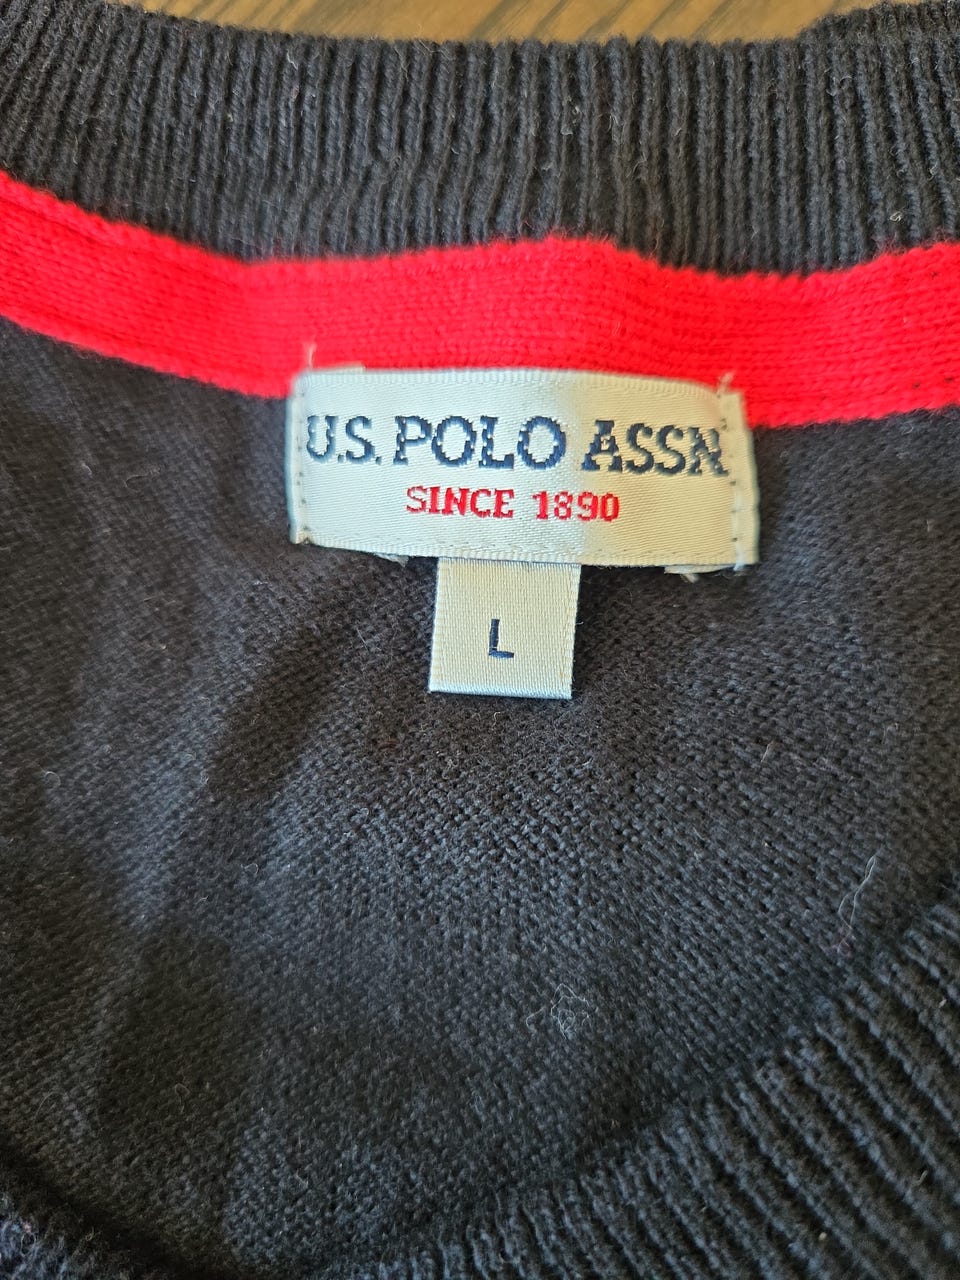 U.S. POLO ASSN
SINCE 1890
L